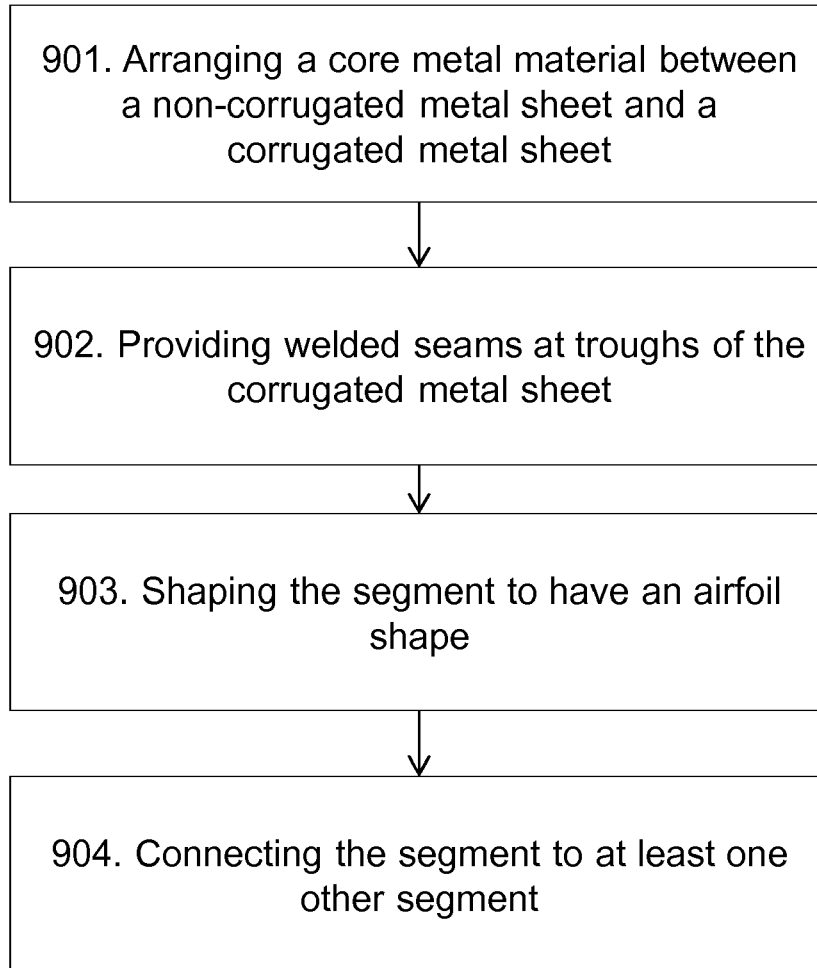 901. Arranging a core metal material between
a non-corrugated metal sheet and a
corrugated metal sheet
902. Providing welded seams at troughs of the
corrugated metal sheet
903. Shaping the segment to have an airfoil
shape
904. Connecting the segment to at least one
other segment